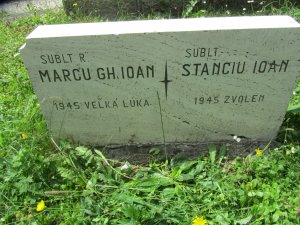 SUBLT R
MARCU GH.IOAN
1945 VELKA LUKA
SUBLT
STANCIU IOAN
1945 ZVOLEN